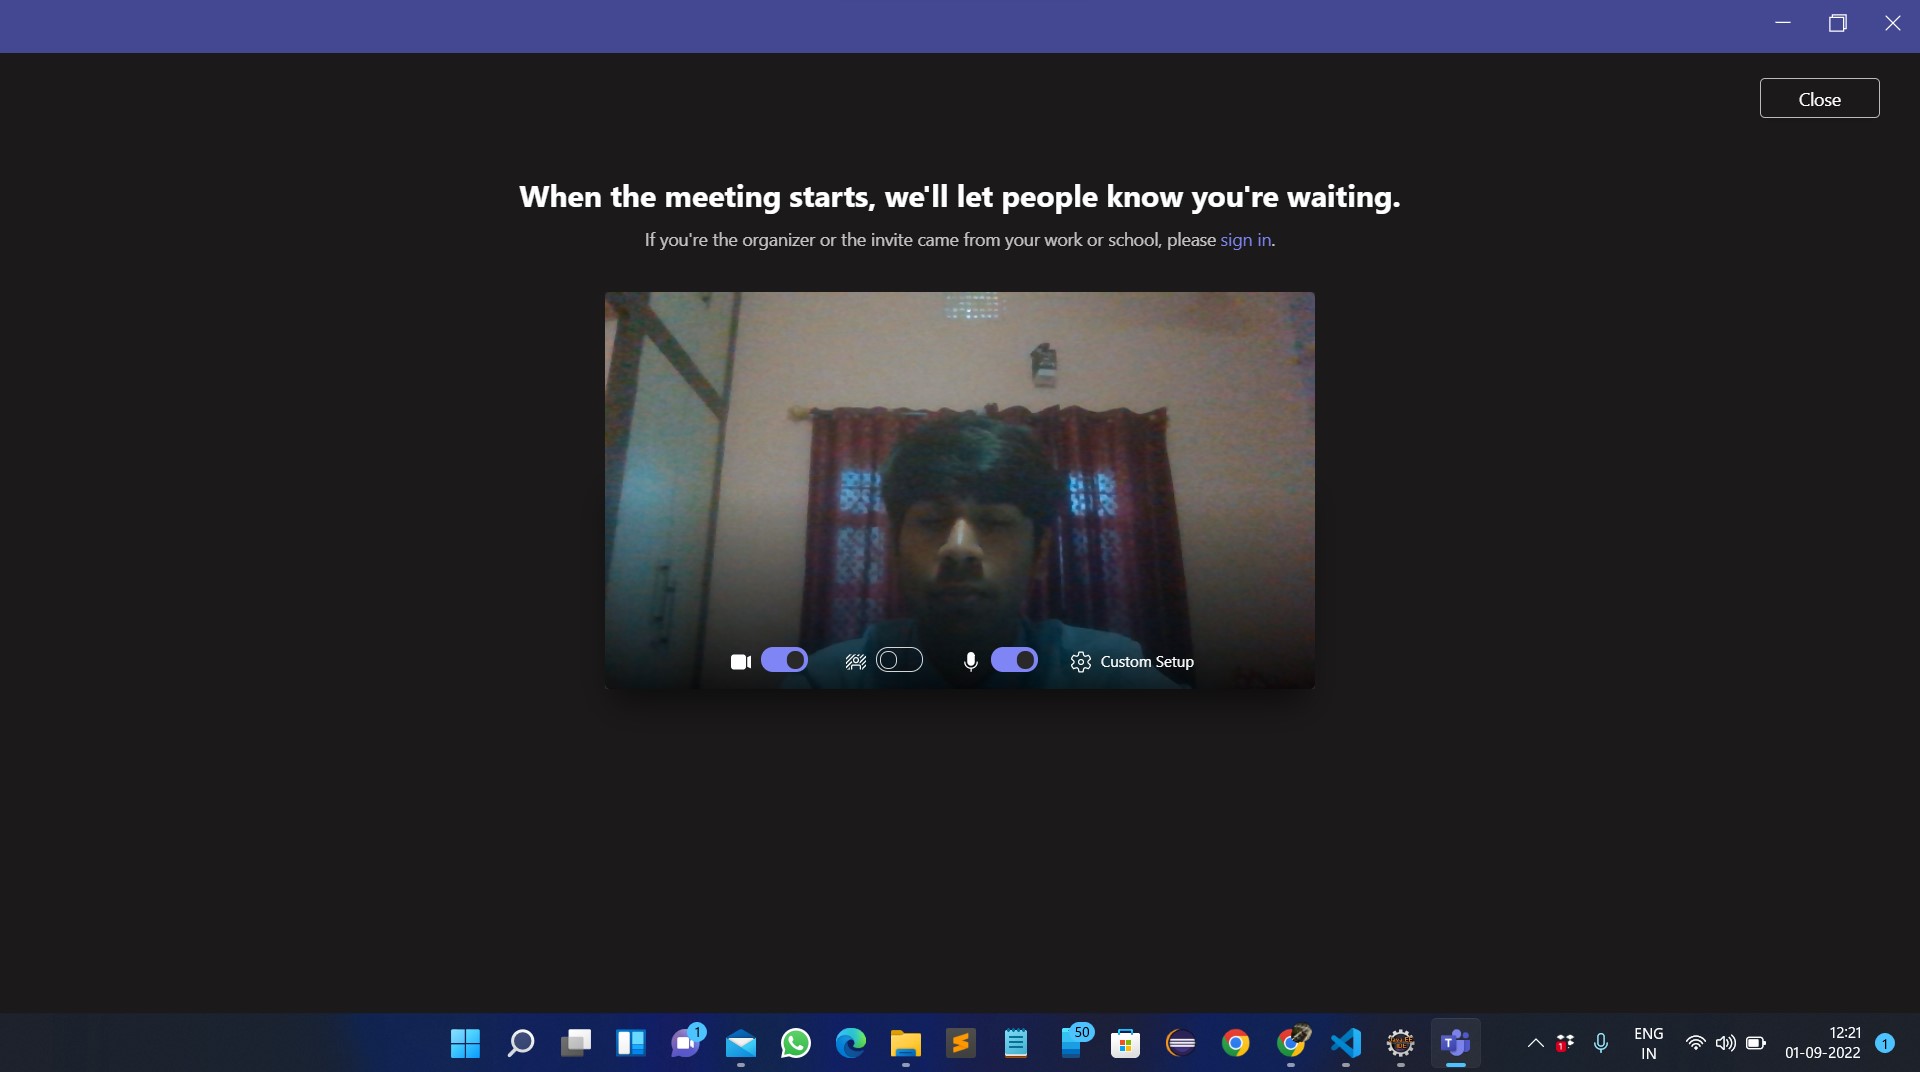 Close
When the meeting starts, we'll let people know you're waiting.
If you're the organizer or the invite came from your work or school, please sign in.
Custom Setup
1
50
1
ENG
IN
12:21
01-09-2022
1